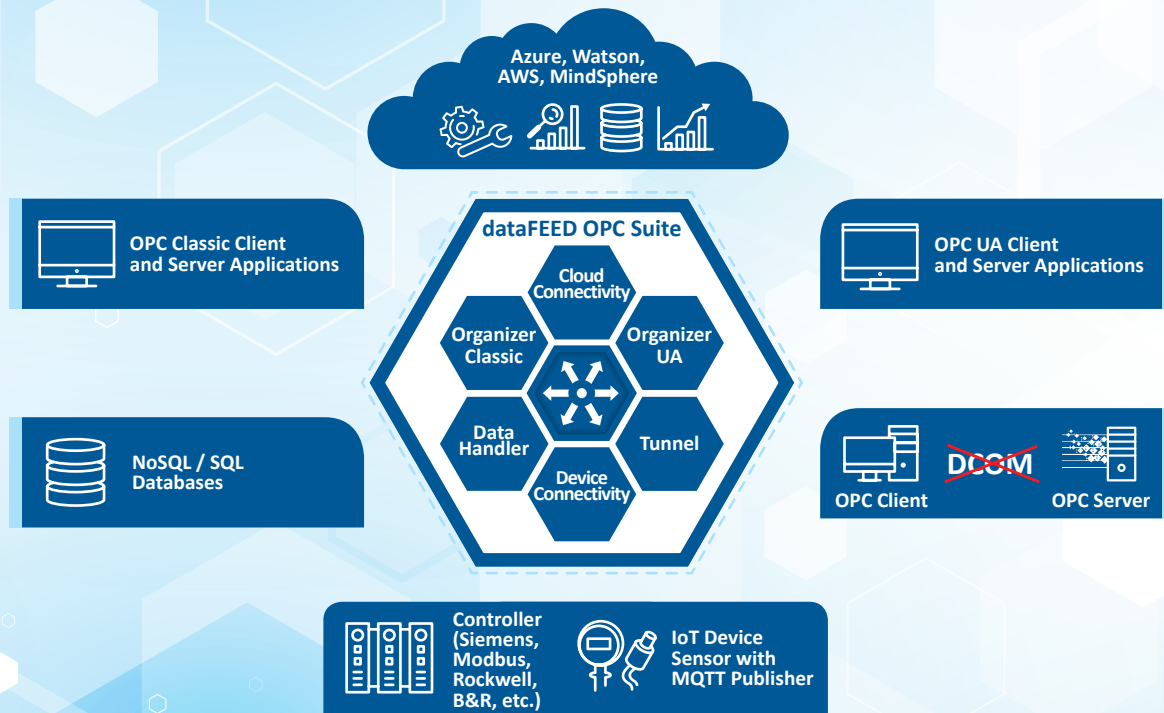 Azure, Watson,
AWS, MindSphere
OPC Classic Client
and Server Applications
dataFEED OPC Suite
Cloud
Connectivity
Organizer
Classic
Organizer
UA
Data
Handler
Tunnel
Device
Connectivity
OPC UA Client
and Server Applications
NoSQL / SQL
Databases
DCOM
OPC Client
OPC Server
Controller
(Siemens,
Modbus,
Rockwell,
B&R, etc.)
IoT Device
Sensor with
MQTT Publisher